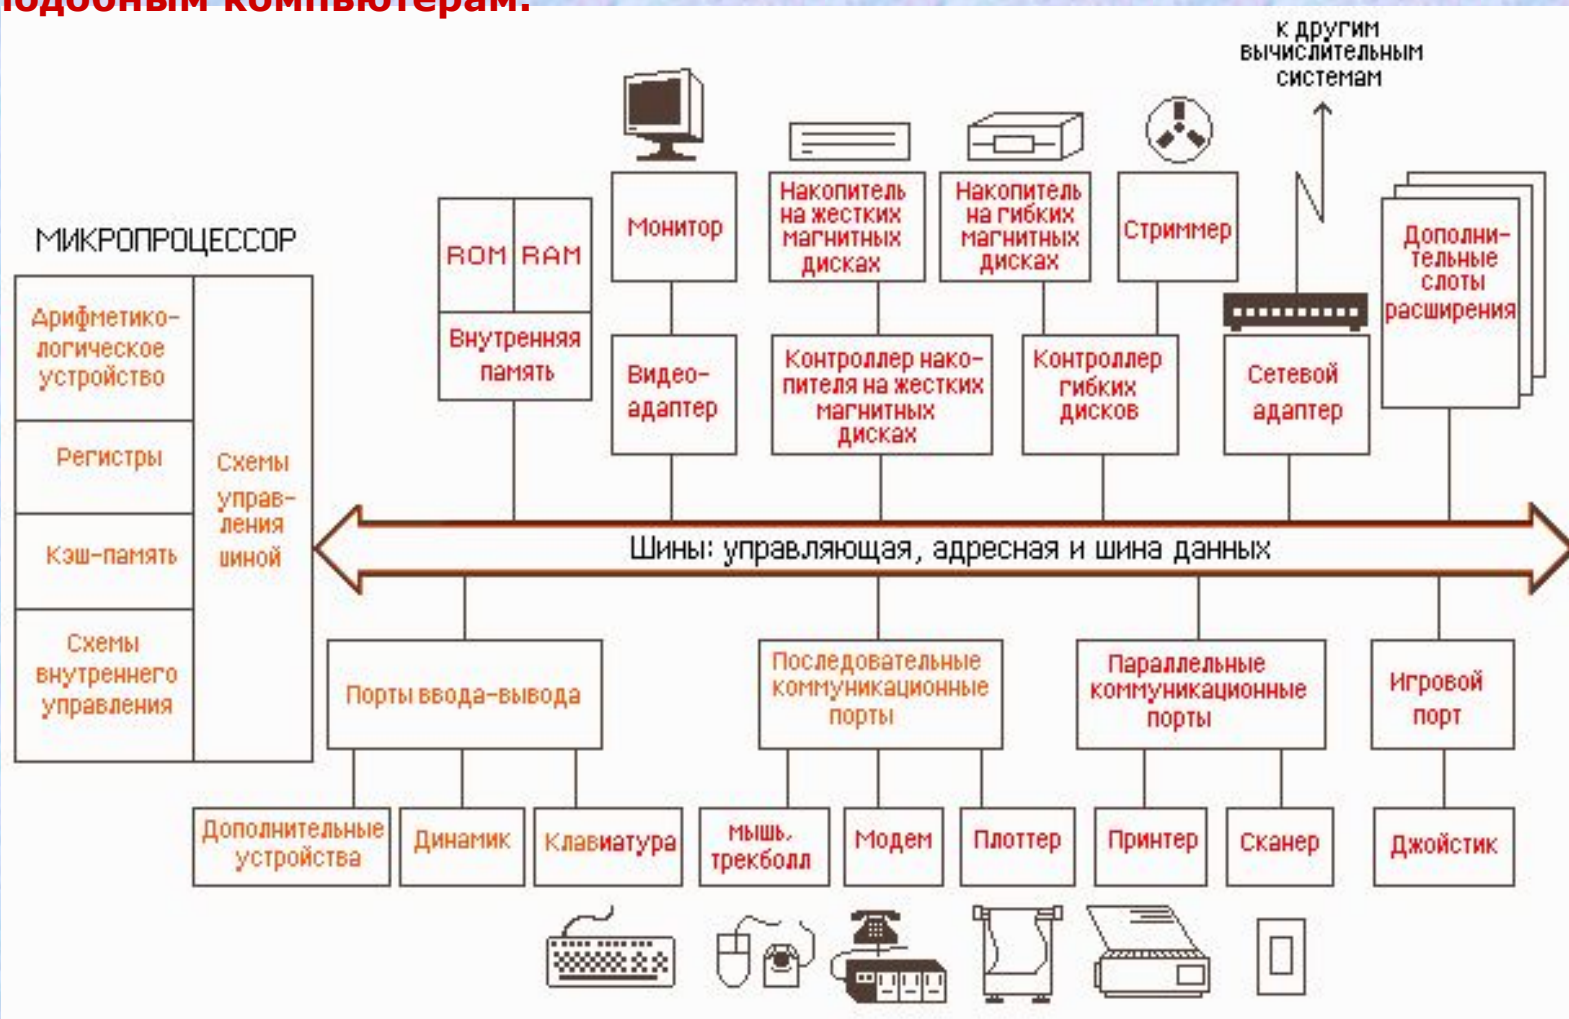 подобным компьютерам.
к другим
вычислительным
системам
МИКРОПРОЦЕССОР
Арифметико-
логическое
устройство
Регистры
Кэш-память
Схемы
внутреннего
управления
Схемы
управ-
ления
шиной
ROM RAM
Внутренняя
память
Монитор
Видео-
адаптер
Накопитель
на жестких
магнитных
дисках
Контроллер нако-
пителя на жестких
магнитных
дисках
Накопитель
на гибких
магнитных
дисках
Стриммер
Контроллер
гибких
дисков
Сетевой
адаптер
Дополни-
тельные
слоты
расширения
Шины: управляющая, адресная и шина данных
Порты ввода-вывода
Последовательные
коммуникационные
порты
Параллельные
коммуникационные
порты
Игровой
порт
Дополнительные
устройства
Динамик
Клавиатура
мышь,
трекболл
Модем
Плоттер
Принтер
Сканер
Джойстик